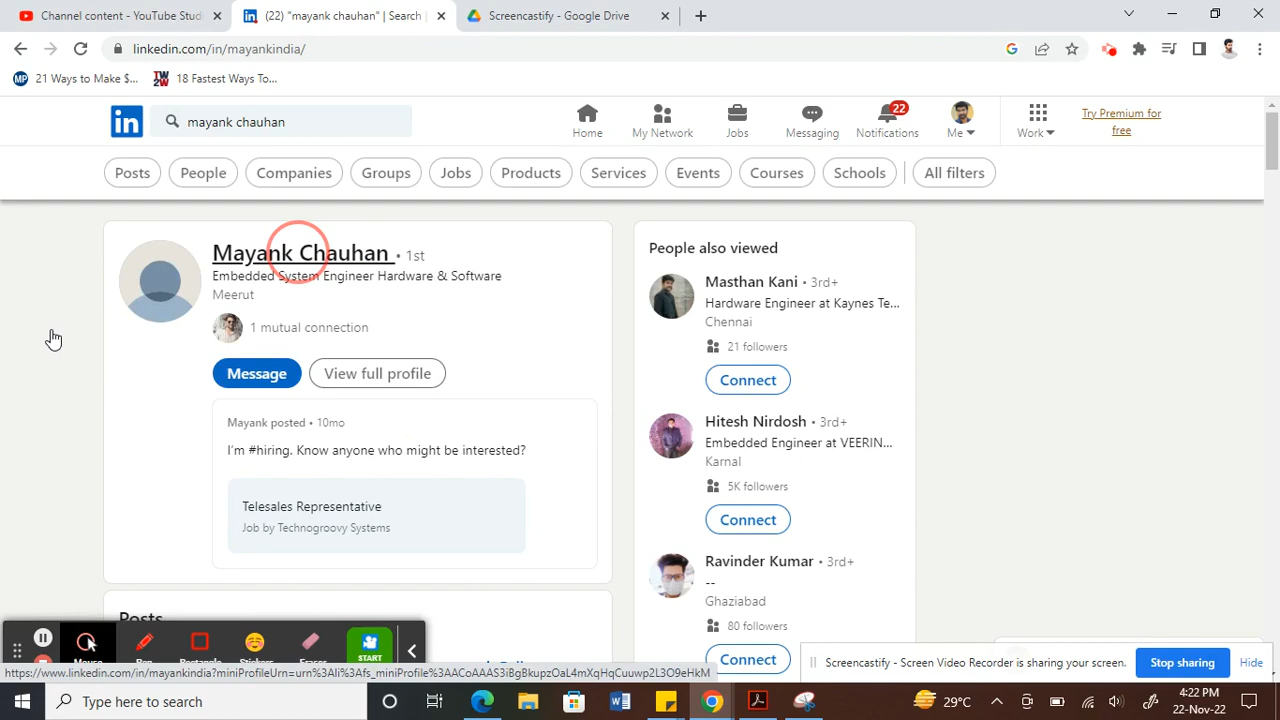 Channel content - YouTube Stud
(22) "mayank chauhan" | Search |
Screencastify - Google Drive
linkedin.com/in/mayankindia/
21 Ways to Make $...
18 Fastest Ways To...
mayank chauhan
Home
My Network
Jobs
Messaging
22
Notifications
Me
Work
Try Premium for
free
Posts
People
Companies
Groups
Jobs
Products
Services
Events
Courses
Schools
All filters
Mayank Chauhan • 1st
Embedded System Engineer Hardware & Software
Meerut
1 mutual connection
Message
View full profile
Mayank posted • 10mo
I'm #hiring. Know anyone who might be interested?
Telesales Representative
Job by Technogroovy Systems
Posts
People also viewed
Masthan Kani • 3rd+
Hardware Engineer at Kaynes Te...
Chennai
21 followers
Connect
Hitesh Nirdosh • 3rd+
Embedded Engineer at VEERIN...
Karnal
5K followers
Connect
Ravinder Kumar • 3rd+
--
Ghaziabad
80 followers
Connect
Mouse
Pen
Rectangle
Stickers
Eraser
START
https://www.linkedin.com/in/mayankindia?miniProfileUrn=urn%3Ali%3Afs_miniProfile%3AACoAAAS3iBgBkupzOaL4mXqHqCuuwp2L3O9eHkM
Screencastify - Screen Video Recorder is sharing your screen.
Stop sharing
Hide
Type here to search
29°C
4:22 PM
22-Nov-22